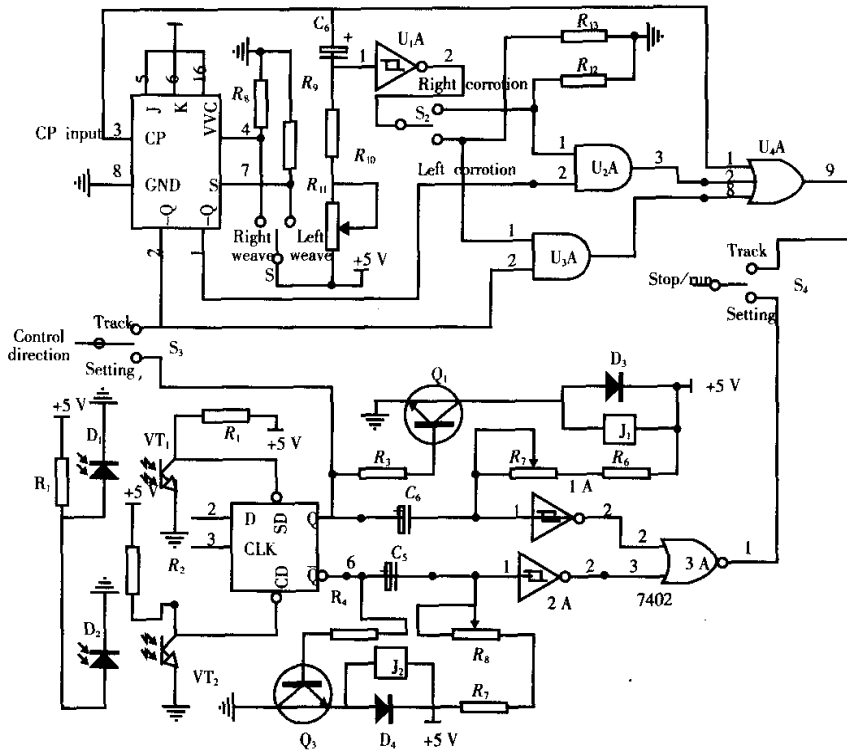 C6
+
U1A
1
2
R13
R12
Right corrotion
S2
5
6
16
J
K
VVC
R8
R9
CP input
3
CP
4
8
GND
S
7
-Q
-Q
2
1
R10
R11
Left corrotion
1
2
U2A
3
1
2
8
U4A
9
1
2
U3A
Right weave
Left weave
S
+5 V
Track
Stop/run
S4
Setting
Control direction
Track
S3
Setting,
Q1
D3
+5 V
J1
+5 V
D1
VT1
R1
+5 V
R3
R7
R6
1 A
R1
+5 V
C6
2
D
SD
Q
3
CLK
Q
CD
R2
1
2
2
1
3 A
7402
6
C5
1
2
3
2 A
R4
D2
VT2
R8
J2
R7
Q3
D4
+5 V